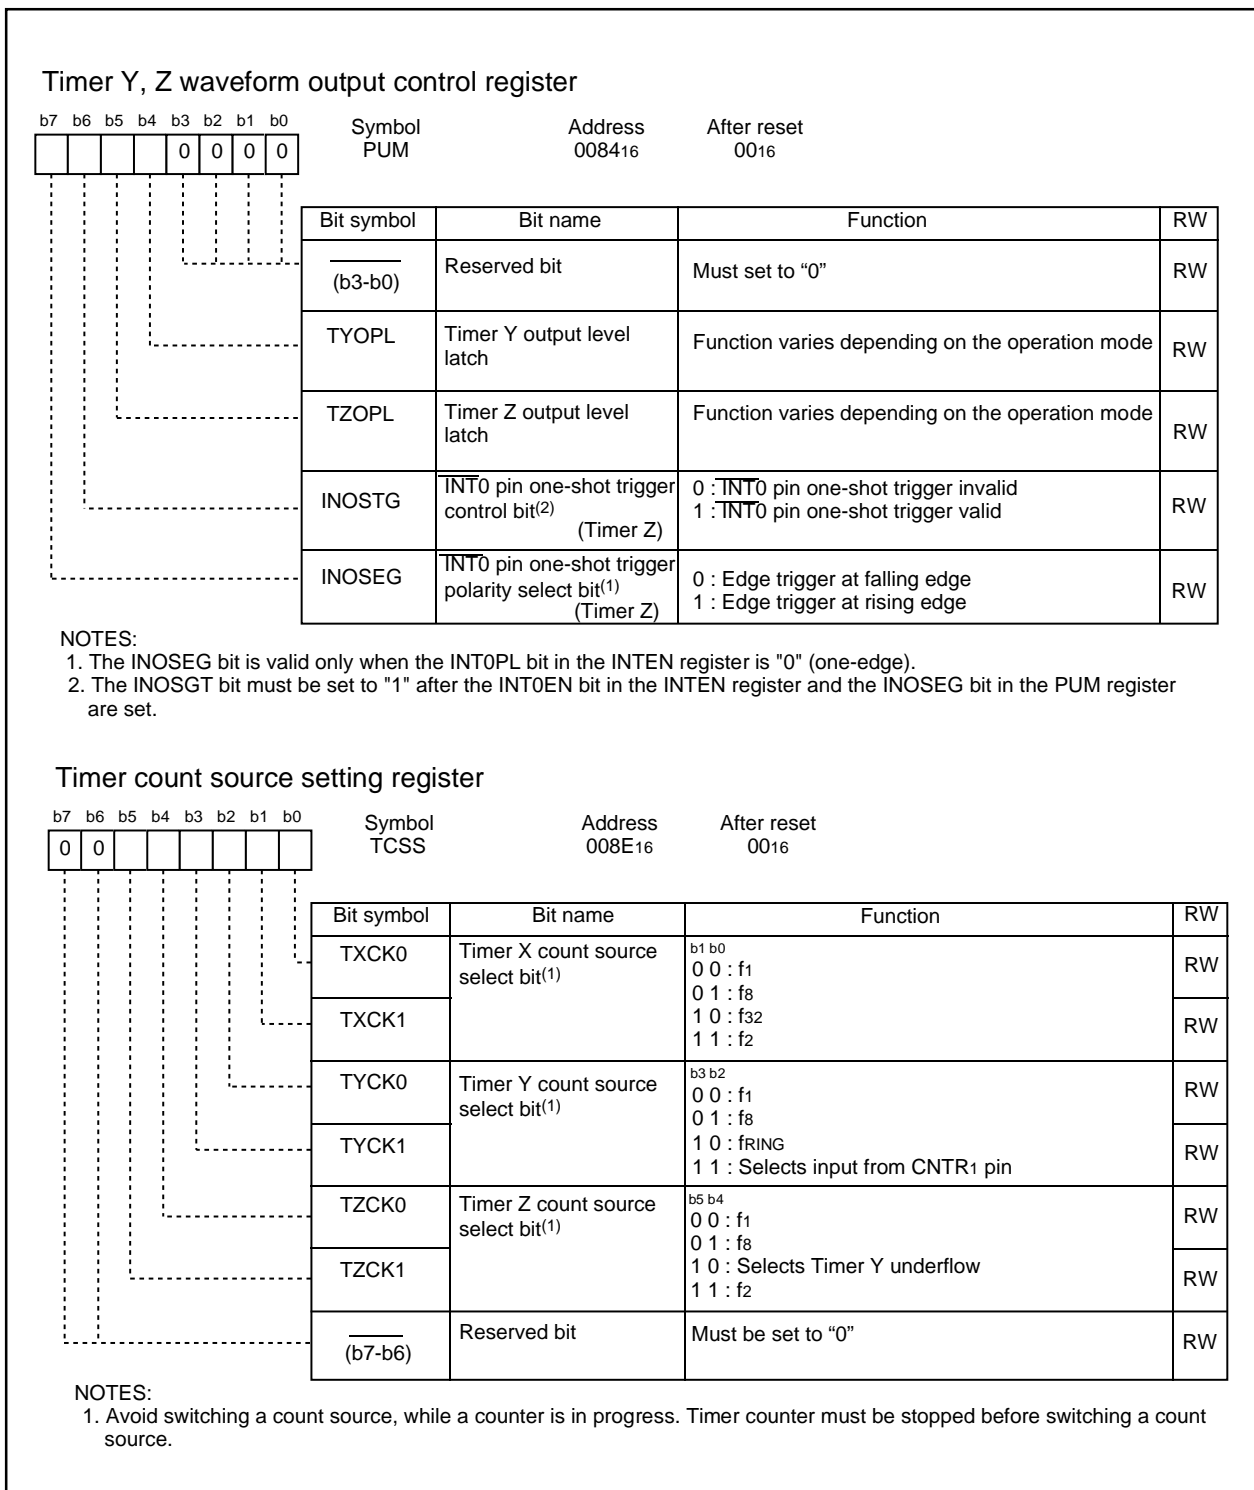 Timer Y, Z waveform output control register
b7 b6 b5 b4 b3 b2 b1 b0
Symbol Address After reset
0 0 0 0
PUM 008416 0016
Bit symbol Bit name Function RW
(b3-b0) Reserved bit Must set to “0” RW
TYOPL Timer Y output level
latch
Function varies depending on the operation mode RW
TZOPL Timer Z output level
latch
Function varies depending on the operation mode RW
INOSTG INT0 pin one-shot trigger
control bit(2)
(Timer Z)
0 : INT0 pin one-shot trigger invalid
1 : INT0 pin one-shot trigger valid
RW
INOSEG INT0 pin one-shot trigger
polarity select bit(1)
(Timer Z)
0 : Edge trigger at falling edge
1 : Edge trigger at rising edge
RW
NOTES:
1. The INOSEG bit is valid only when the INT0PL bit in the INTEN register is "0" (one-edge).
2. The INOSGT bit must be set to "1" after the INT0EN bit in the INTEN register and the INOSEG bit in the PUM register
are set.
Timer count source setting register
b7 b6 b5 b4 b3 b2 b1 b0
Symbol Address After reset
0 0
TCSS 008E16 0016
Bit symbol Bit name Function RW
TXCK0 Timer X count source
select bit(1)
b1 b0
0 0 : f1
0 1 : f8
1 0 : f32
1 1 : f2
RW
TXCK1 RW
TYCK0 Timer Y count source
select bit(1)
b3 b2
0 0 : f1
0 1 : f8
1 0 : fRING
1 1 : Selects input from CNTR1 pin
RW
TYCK1 RW
TZCK0 Timer Z count source
select bit(1)
b5 b4
0 0 : f1
0 1 : f8
1 0 : Selects Timer Y underflow
1 1 : f2
RW
TZCK1 RW
(b7-b6) Reserved bit Must be set to “0” RW
NOTES:
1. Avoid switching a count source, while a counter is in progress. Timer counter must be stopped before switching a count
source.